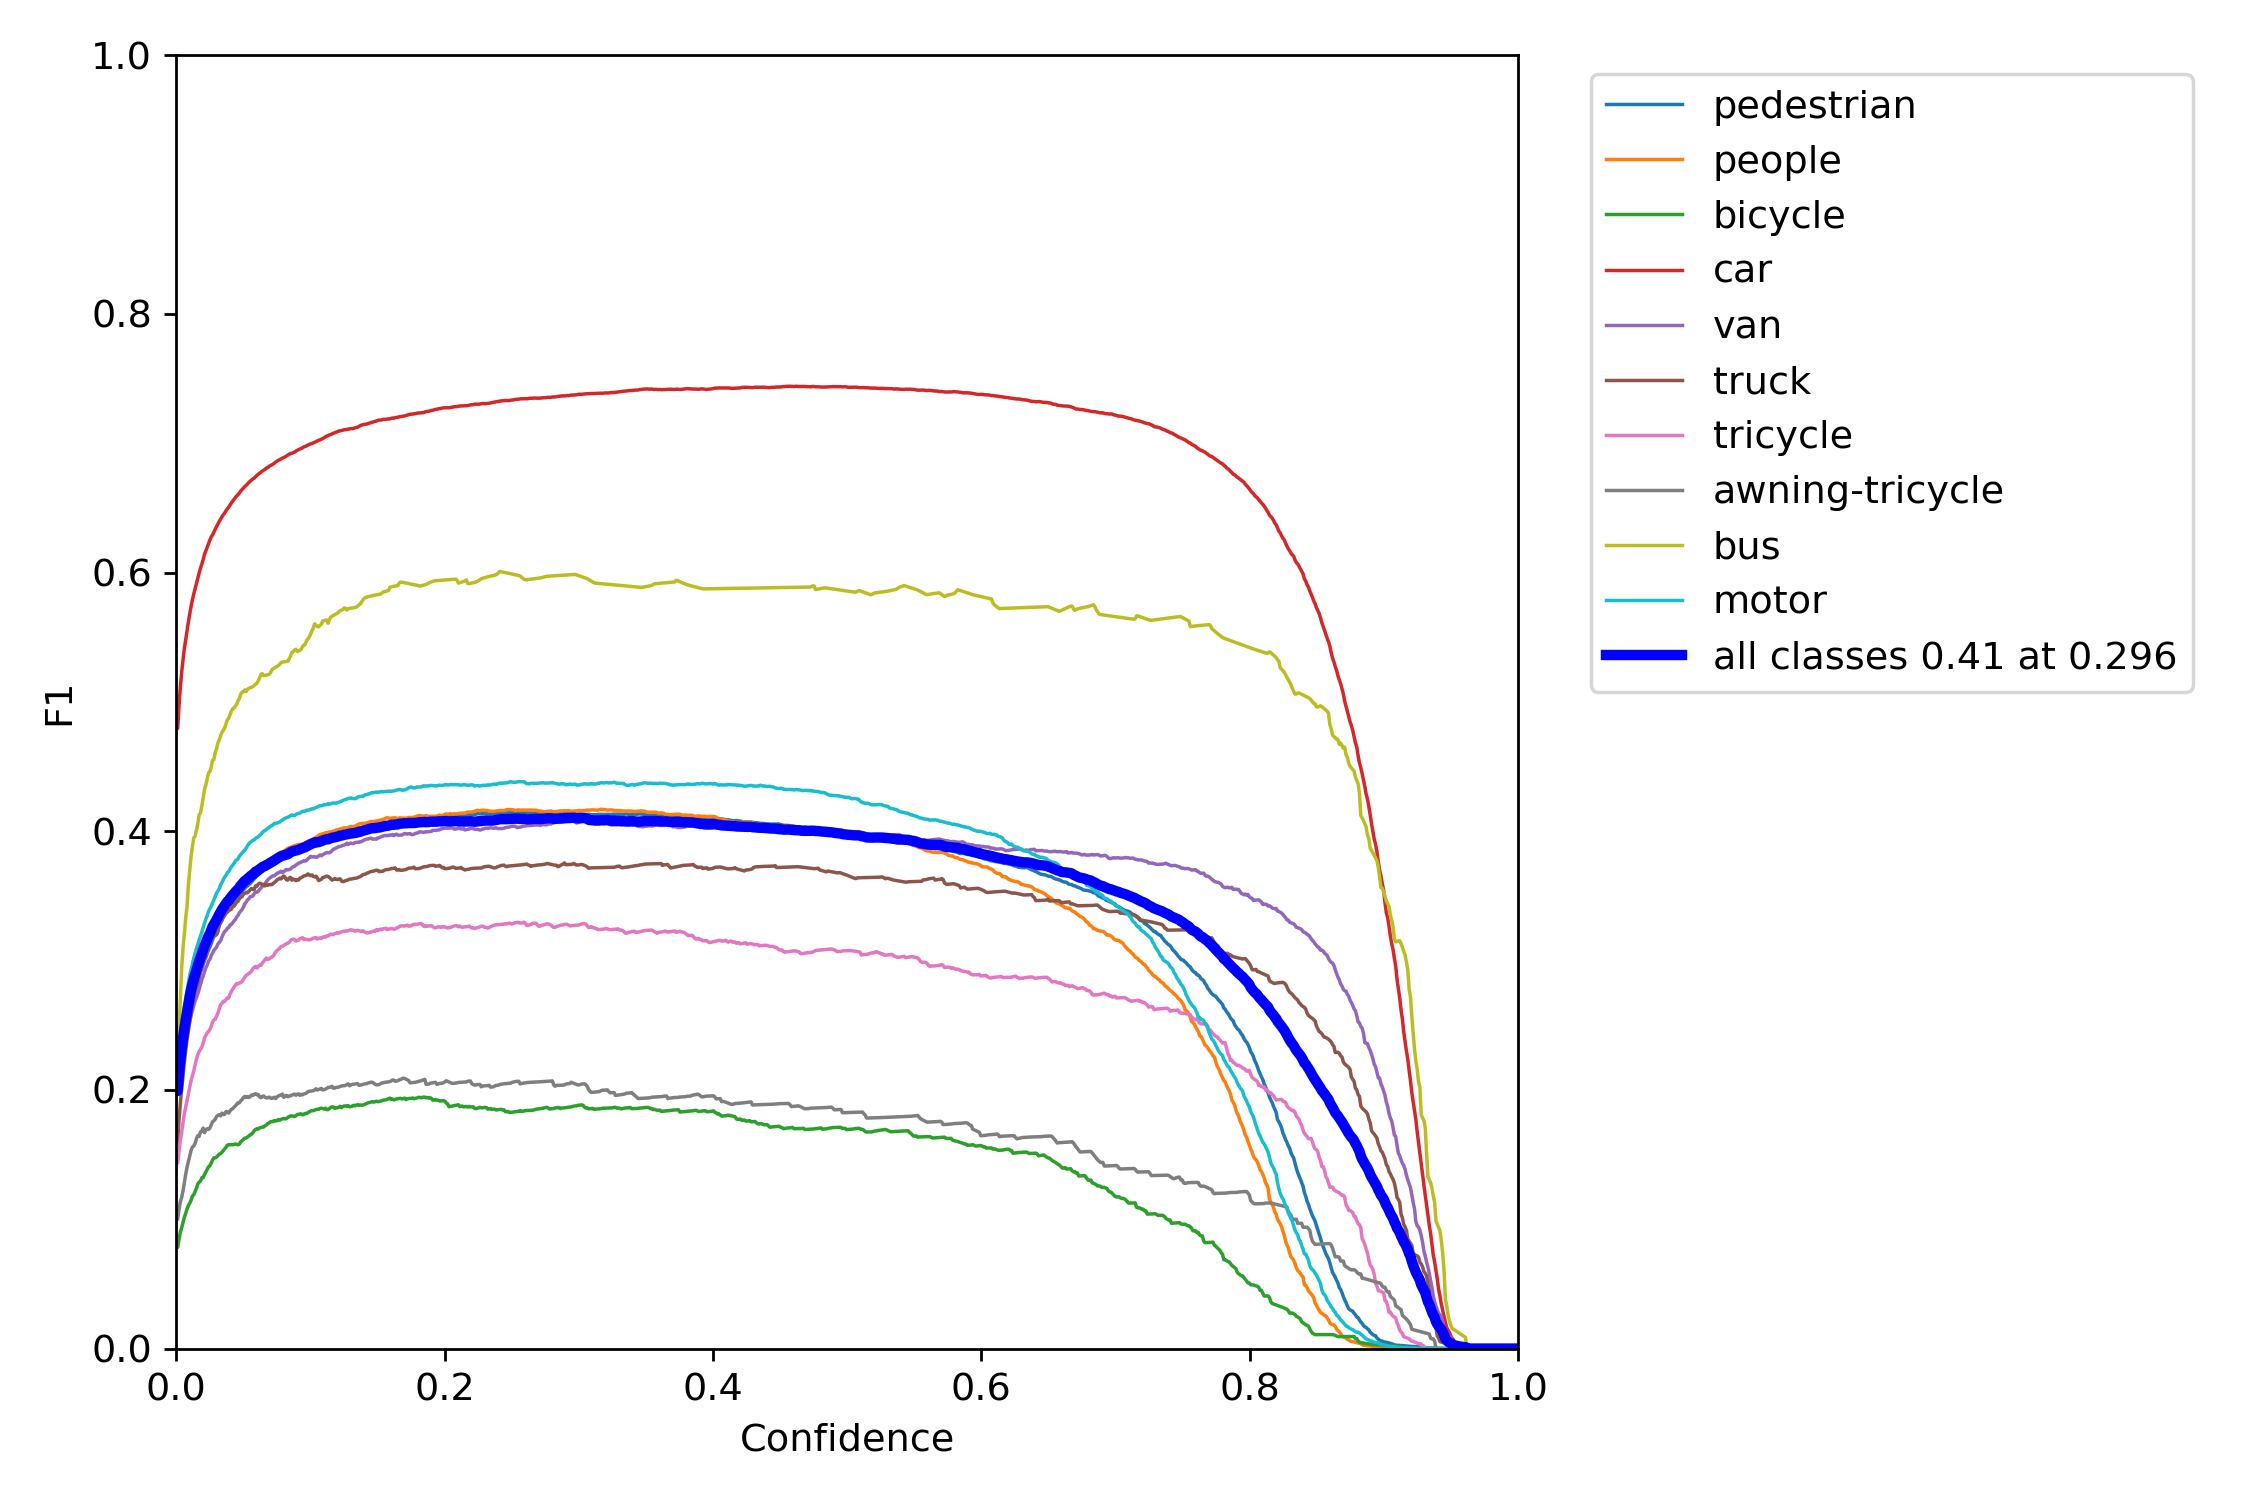 1.0
0.8
0.6
0.4
0.2
0.0
F1
0.0 0.2 0.4 0.6 0.8 1.0
Confidence
pedestrian
people
bicycle
car
van
truck
tricycle
awning-tricycle
bus
motor
all classes 0.41 at 0.296